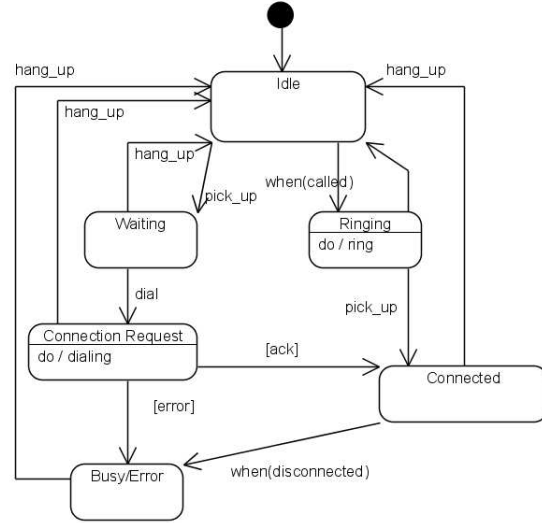 hang_up
Idle
hang_up
hang_up
hang_up
when(called)
pick_up
Waiting
Ringing
do / ring
dial
pick_up
Connection Request
do / dialing
[ack]
Connected
[error]
when(disconnected)
Busy/Error